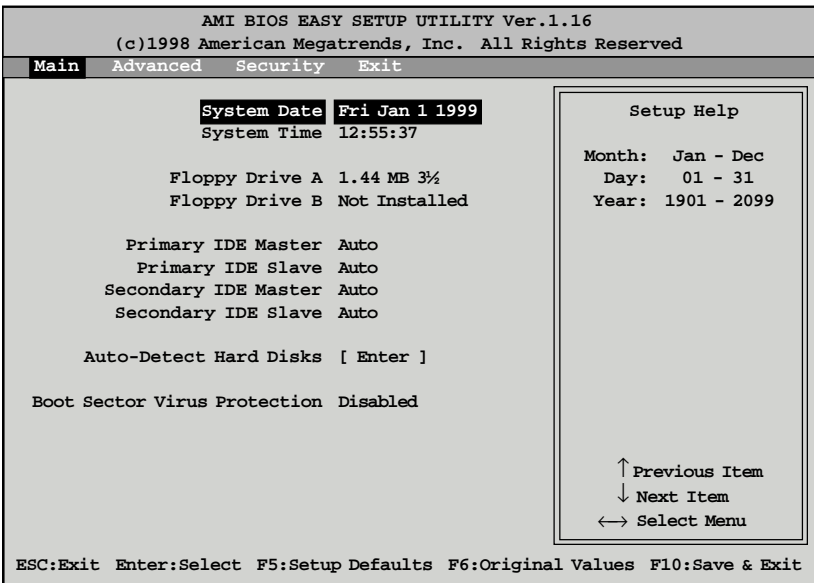 AMI BIOS EASY SETUP UTILITY Ver.1.16
(c)1998 American Megatrends, Inc. All Rights Reserved
Main Advanced Security Exit
System Date Fri Jan 1 1999
System Time 12:55:37
Floppy Drive A 1.44 MB 3½
Floppy Drive B Not Installed
Primary IDE Master Auto
Primary IDE Slave Auto
Secondary IDE Master Auto
Secondary IDE Slave Auto
Auto-Detect Hard Disks [ Enter ]
Boot Sector Virus Protection Disabled
Setup Help
Month: Jan - Dec
Day: 01 - 31
Year: 1901 - 2099
↑ Previous Item
↓ Next Item
←→ Select Menu
ESC:Exit Enter:Select F5:Setup Defaults F6:Original Values F10:Save & Exit